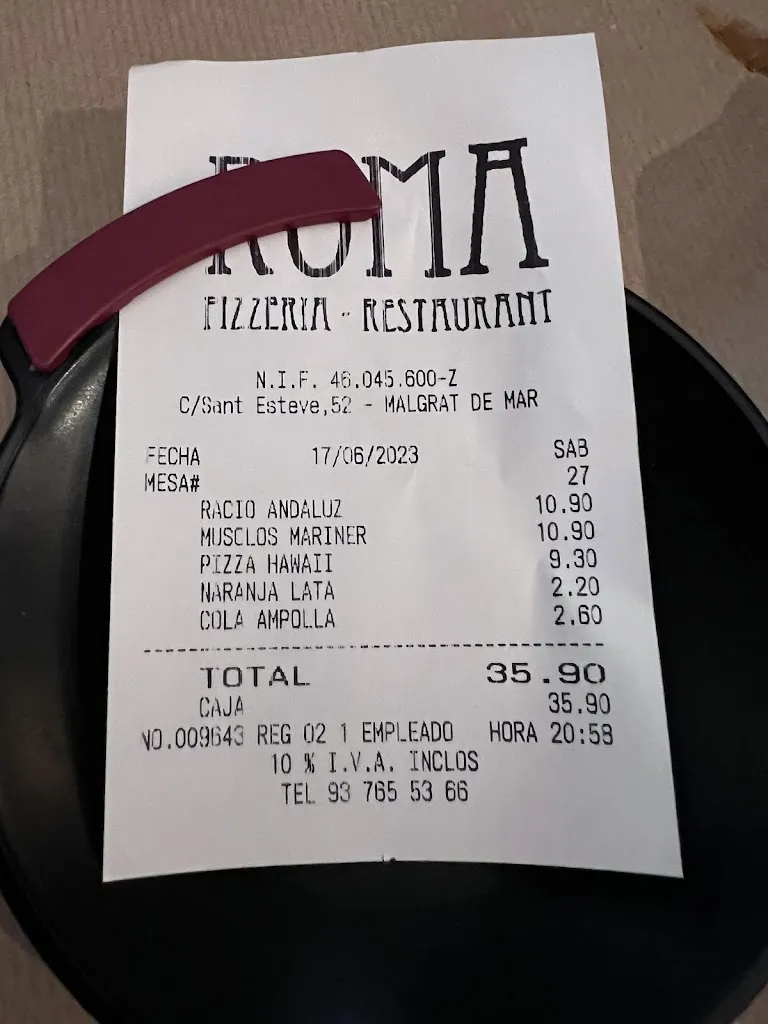 ROMA
PIZZERIA - RESTAURANT
N.I.F. 46.045.600-Z
C/Sant Esteve,52 - MALGRAT DE MAR
FECHA 17/06/2023 SAB
MESA# 27
RACIO ANDALUZ 10.90
MUSCLOS MARINER 10.90
PIZZA HAWAII 9.30
NARANJA LATA 2.20
COLA AMPOLLA 2.60
TOTAL 35.90
CAJA 35.90
NO.009643 REG 02 1 EMPLEADO HORA 20:58
10 % I.V.A. INCLOS
TEL 93 765 53 66